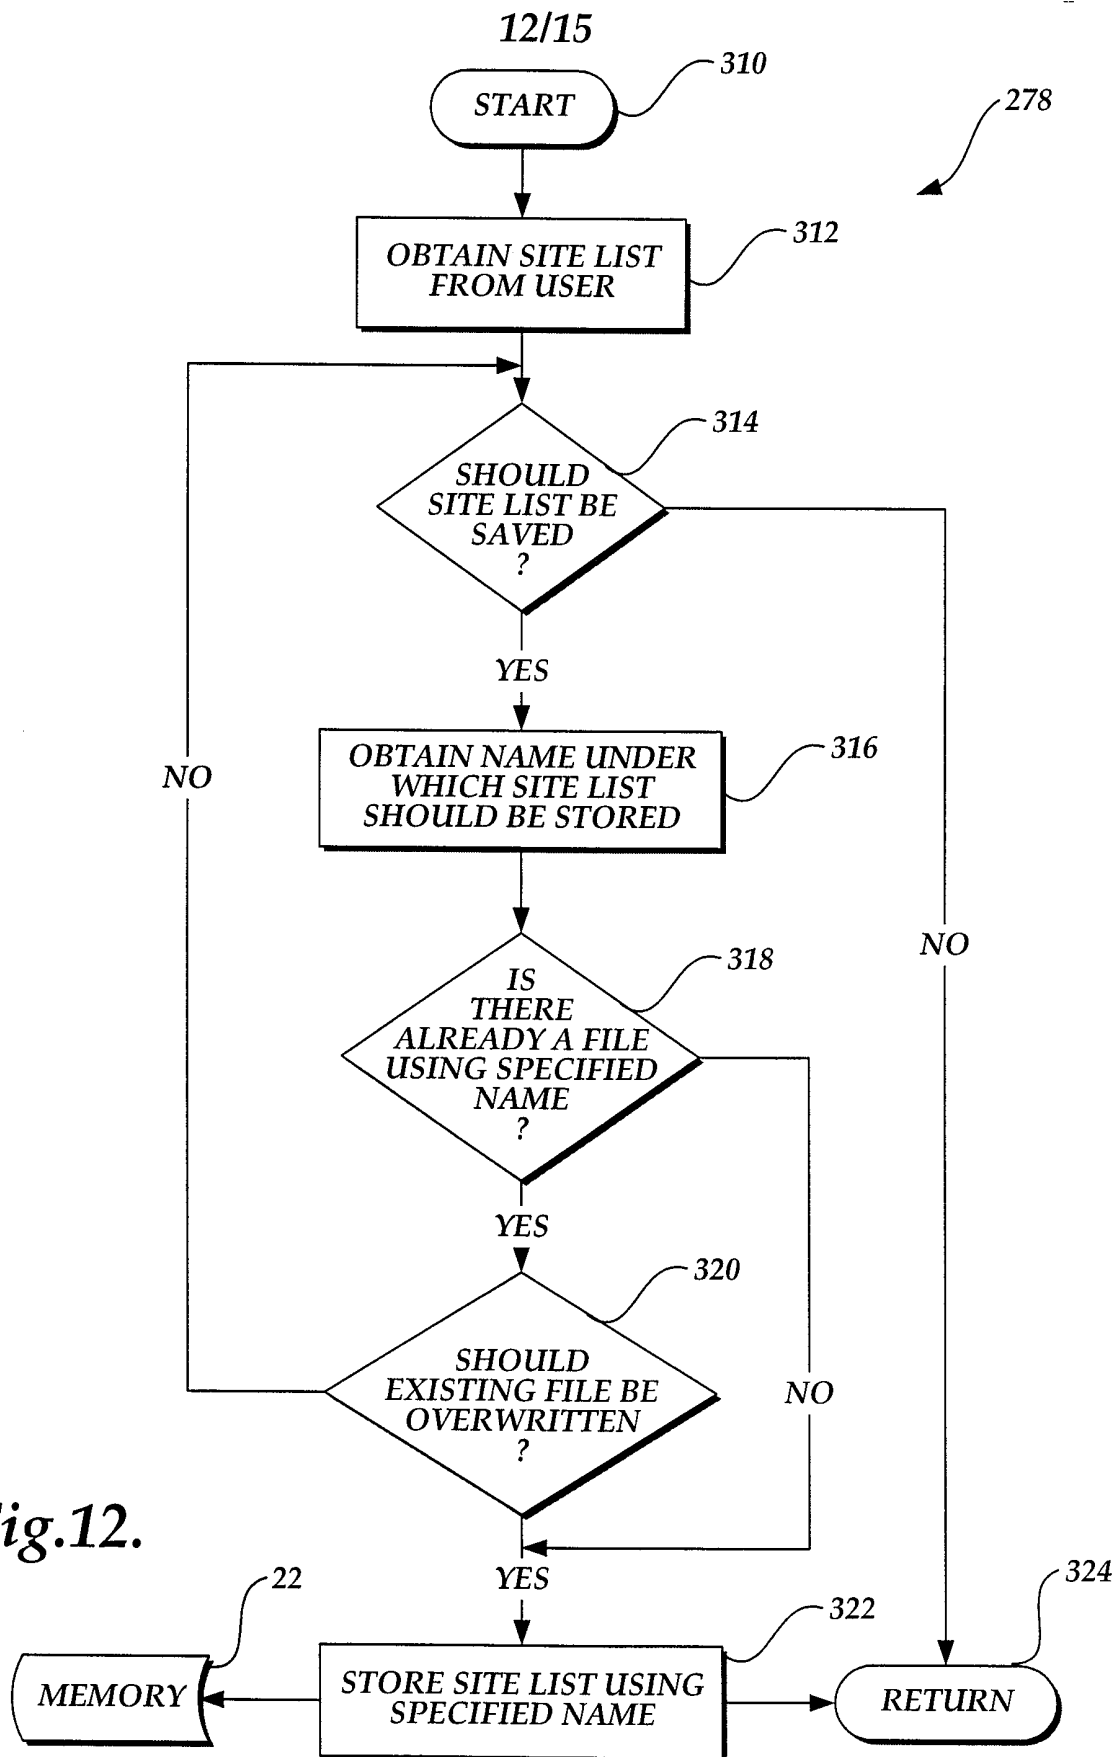 12/15
START
310
278
OBTAIN SITE LIST
FROM USER
312
SHOULD
SITE LIST BE
SAVED
?
314
YES
OBTAIN NAME UNDER
WHICH SITE LIST
SHOULD BE STORED
316
NO
NO
IS
THERE
ALREADY A FILE
USING SPECIFIED
NAME
?
318
YES
320
SHOULD
EXISTING FILE BE
OVERWRITTEN
?
NO
ig.12.
YES
22
MEMORY
STORE SITE LIST USING
SPECIFIED NAME
322
324
RETURN